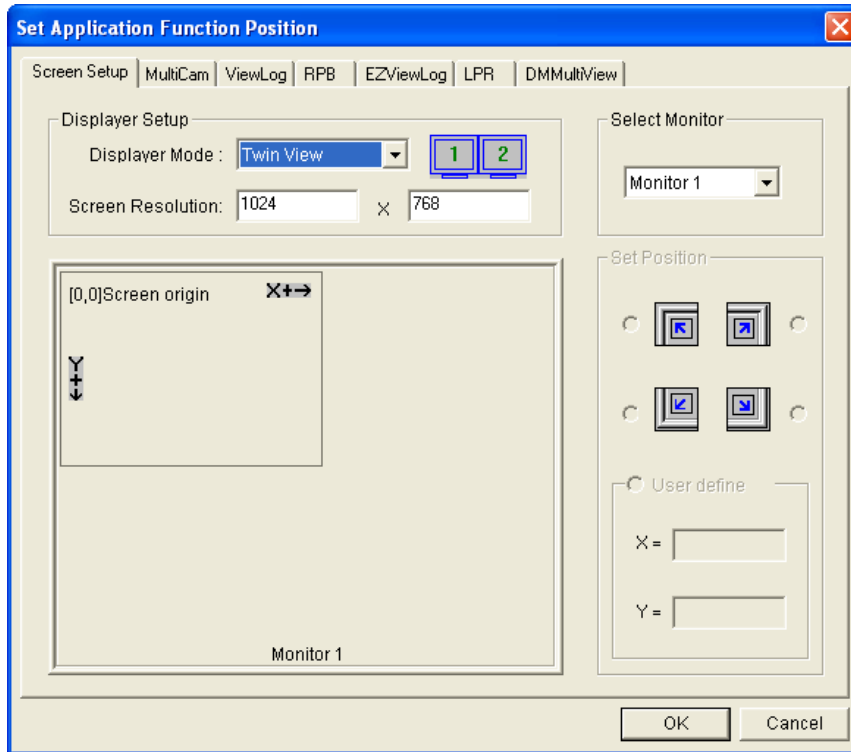 Set Application Function Position
Screen Setup MultiCam ViewLog RPB EZViewLog LPR DMMultiView
Displayer Setup
Displayer Mode : Twin View 1 2
Screen Resolution: 1024 X 768
Select Monitor
Monitor 1
[0,0]Screen origin X+→
Y+↓
Monitor 1
Set Position
User define
X =
Y =
OK Cancel